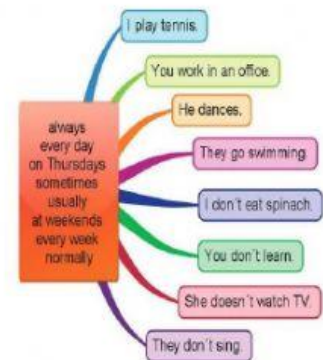 always
every day
on Thursdays
sometimes
usually
at weekends
every week
normally
I play tennis.
You work in an office.
He dances.
They go swimming.
I don´t eat spinach.
You don´t learn.
She doesn´t watch TV.
They don´t sing.